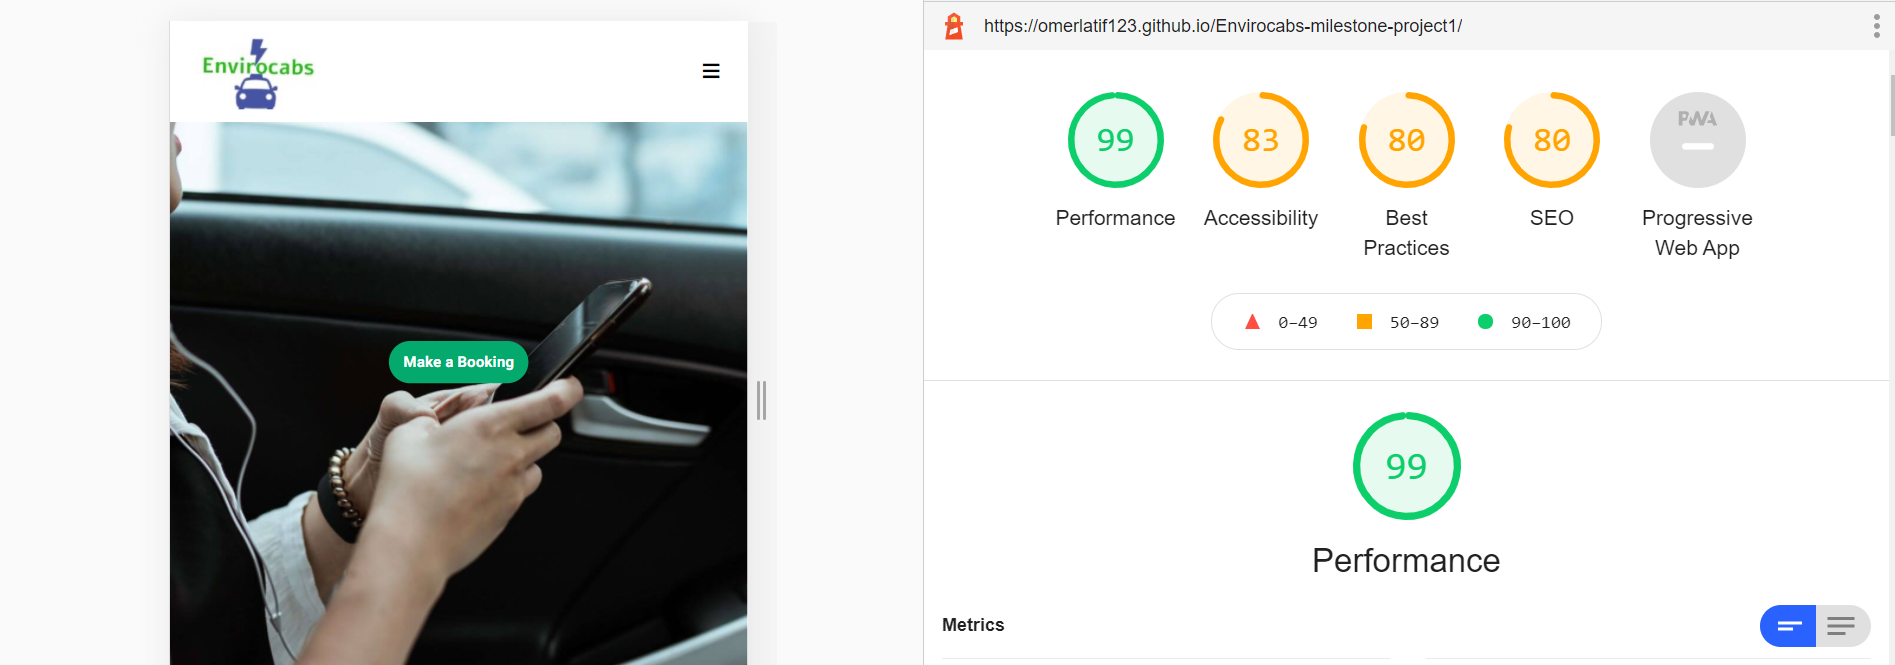 Envirocabs
Make a Booking
https://omerlatif123.github.io/Envirocabs-milestone-project1/
99
83
80
80
PWA
Performance
Accessibility
Best
Practices
SEO
Progressive
Web App
0–49
50–89
90–100
99
Performance
Metrics